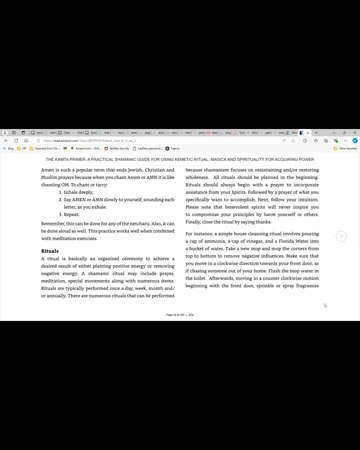 THE KAMTA PRIMER: A PRACTICAL SHAMANIC GUIDE FOR USING KEMETIC RITUAL, MAGICK AND SPIRITUALITY FOR ACQUIRING POWER
Amen is such a popular term that ends Jewish, Christian and
Muslim prayers because when you chant Amen or AMN it is like
chanting OM. To chant or tarry:
1. Inhale deeply,
2. Say AMEN or AMN slowly to yourself, sounding each
letter, as you exhale.
3. Repeat.
Remember, this can be done for any of the netcharu. Also, it can
be done aloud as well. This practice works well when combined
with meditation exercises.
Rituals
A ritual is basically an organized ceremony to achieve a
desired result of either planting positive energy or removing
negative energy. A shamanic ritual may include prayer,
meditation, special movements along with numerous items.
Rituals are typically performed once a day, week, month and/
or annually. There are numerous rituals that can be performed
because shamanism focuses on maintaining and/or restoring
wholeness. All rituals should be planned in the beginning.
Rituals should always begin with a prayer to incorporate
assistance from your Spirits. Followed by a prayer of what you
specifically want to accomplish. Next, follow your intuition.
Please note that benevolent spirits will never inspire you
to compromise your principles by harm yourself or others.
Finally, close the ritual by saying thanks.
For instance, a simple house cleansing ritual involves pouring
a cup of ammonia, a cup of vinegar, and a Florida Water into
a bucket of water. Take a new mop and mop the corners from
top to bottom to remove negative influences. Make sure that
you move in a clockwise direction towards your front door, as
if chasing someone out of your home. Flush the mop water in
the toilet. Afterwards, moving in a counter clockwise motion
beginning with the front door, sprinkle or spray fragrances